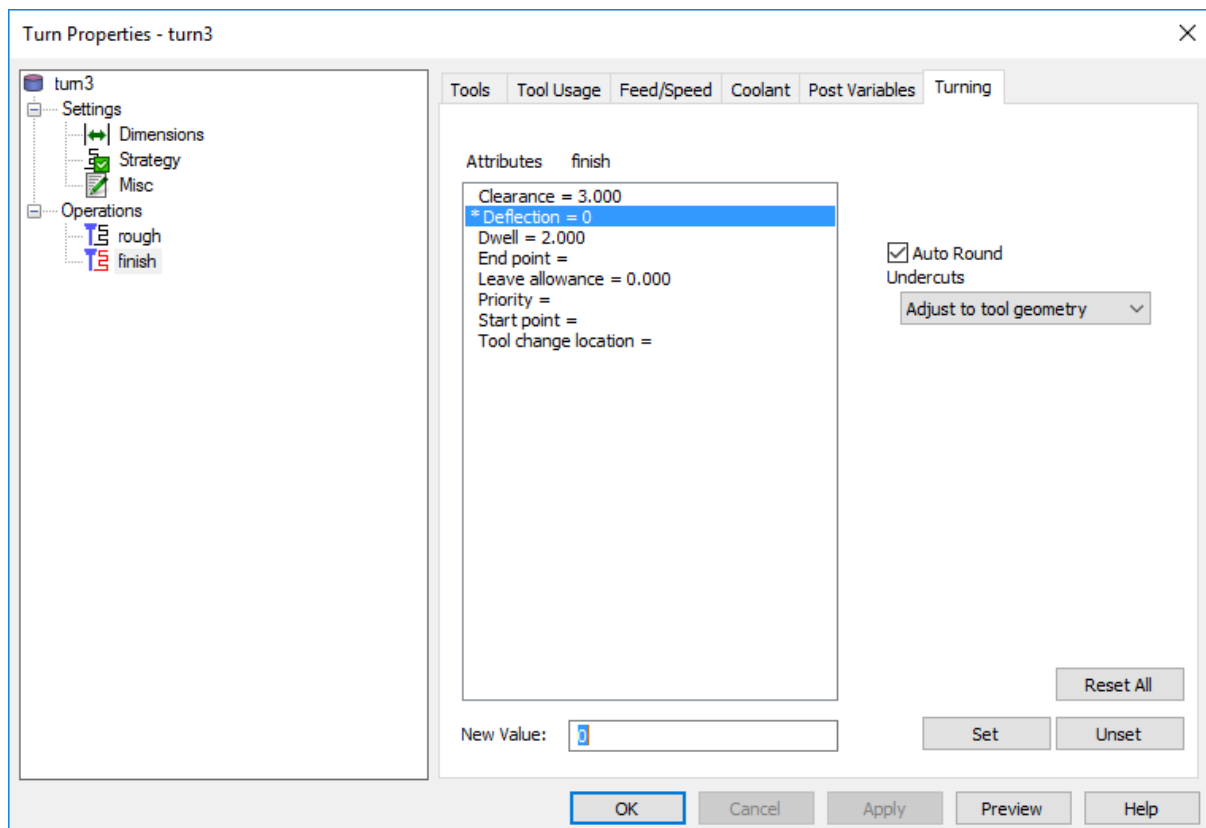 Turn Properties - turn3
turn3
Settings
Dimensions
Strategy
Misc
Operations
rough
finish
Tools Tool Usage Feed/Speed Coolant Post Variables Turning
Attributes finish
Clearance = 3.000
* Deflection = 0
Dwell = 2.000
End point =
Leave allowance = 0.000
Priority =
Start point =
Tool change location =
Auto Round
Undercuts
Adjust to tool geometry
Reset All
New Value: 0
Set Unset
OK Cancel Apply Preview Help